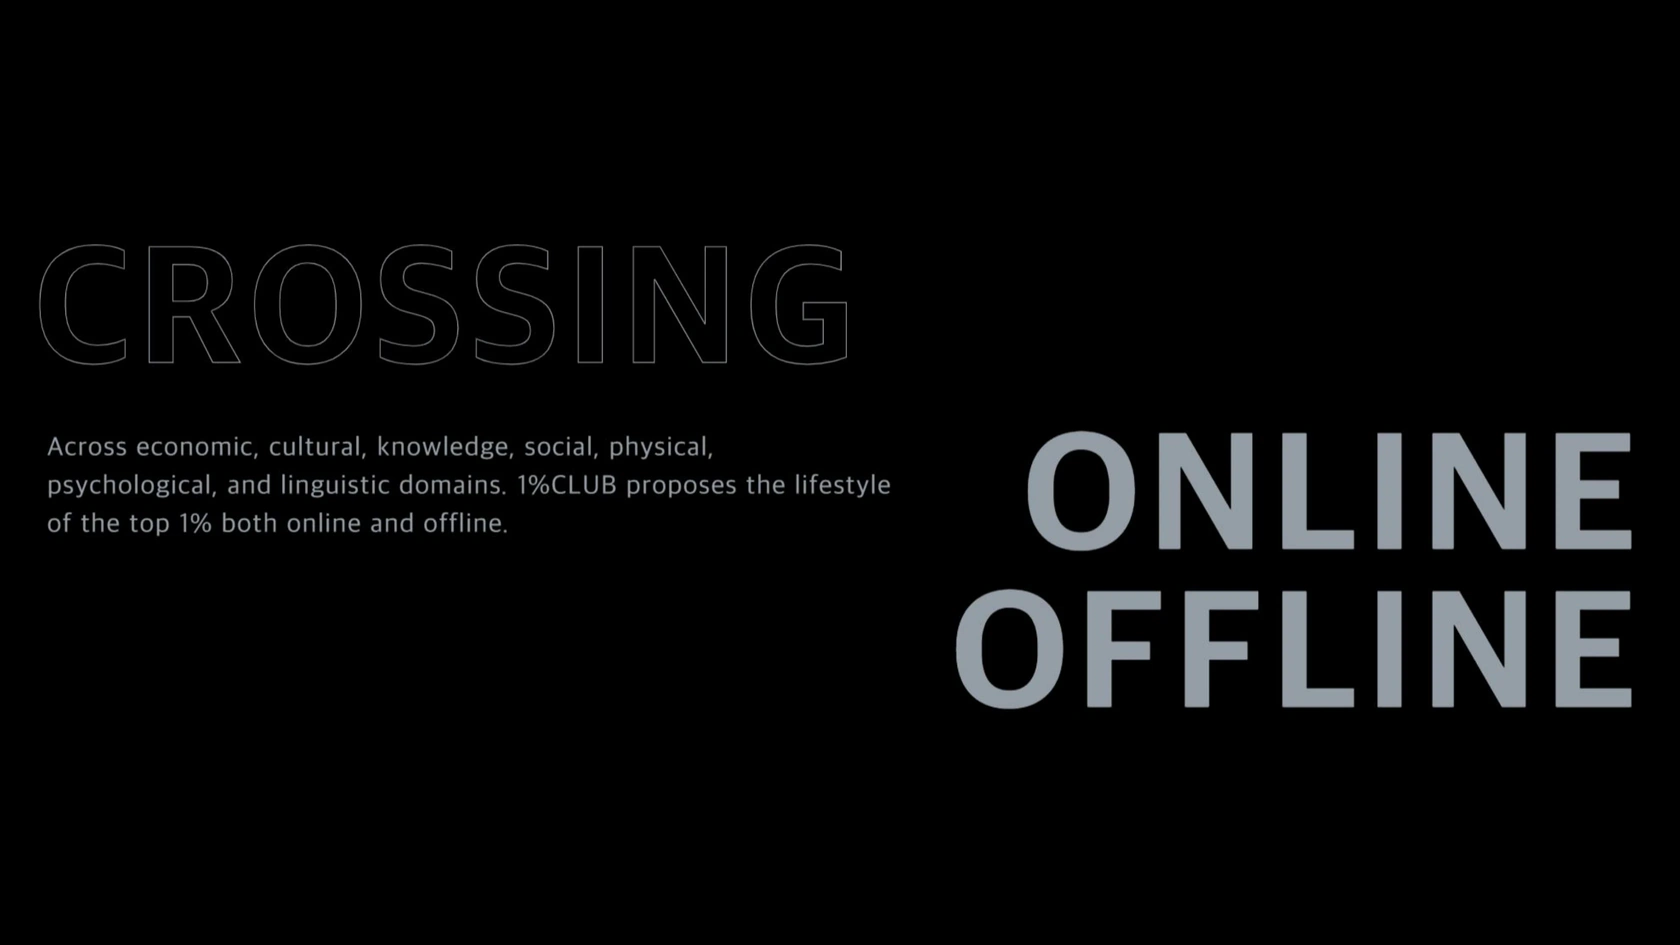 CROSSING
Across economic, cultural, knowledge, social, physical,
psychological, and linguistic domains. 1%CLUB proposes the lifestyle
of the top 1% both online and offline.
ONLINE
OFFLINE